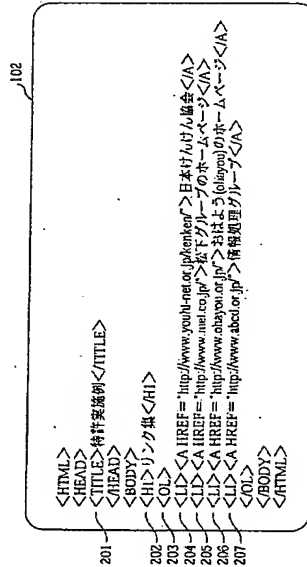 102
<HTML>
<HEAD>
201 <TITLE>特許実施例</TITLE>
</HEAD>
<BODY>
202 <H1>リンク集</H1>
203 <OL>
204 <LI><A HREF="http://www.youhi-net.or.jp/kenken/">日本けんけん協会</A>
205 <LI><A HREF="http://www.mel.co.jp/">松下グループのホームページ</A>
206 <LI><A HREF="http://www.ohayou.or.jp/">おはよう(ohayou)のホームページ</A>
207 <LI><A HREF="http://www.abcd.or.jp/">情報処理グループ</A>
</OL>
</BODY>
</HTML>